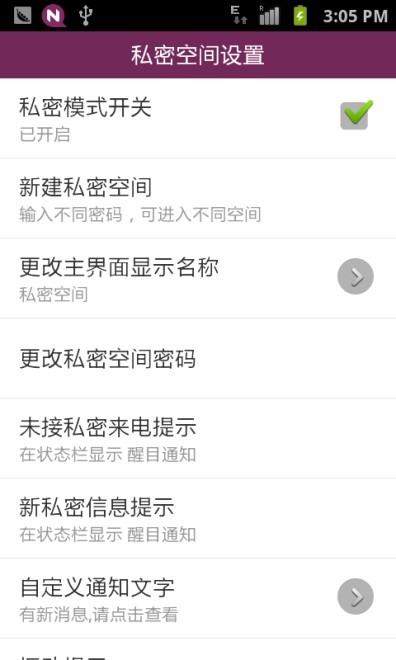 E
R
3:05 PM
私密空间设置
私密模式开关
已开启
新建私密空间
输入不同密码，可进入不同空间
更改主界面显示名称
私密空间
更改私密空间密码
未接私密来电提示
在状态栏显示 醒目通知
新私密信息提示
在状态栏显示 醒目通知
自定义通知文字
有新消息,请点击查看